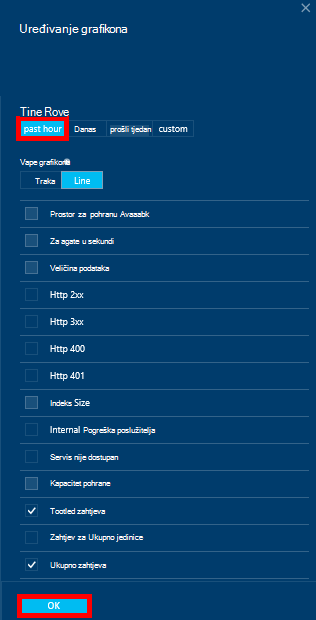 Uređivanje grafikona
Tine Rove
past hour Danas prošli tjedan custom
Vape grafikona
Traka Line
Prostor za pohranu Avaaabk
Za agate u sekundi
Veličina podataka
Http 2xx
Http 3xx
Http 400
Http 401
Indeks Size
Internal Pogreška poslužitelja
Servis nije dostupan
Kapacitet pohrane
Tootled zahtjeva
Zahtjev za Ukupno jedinice
Ukupno zahtjeva
OK